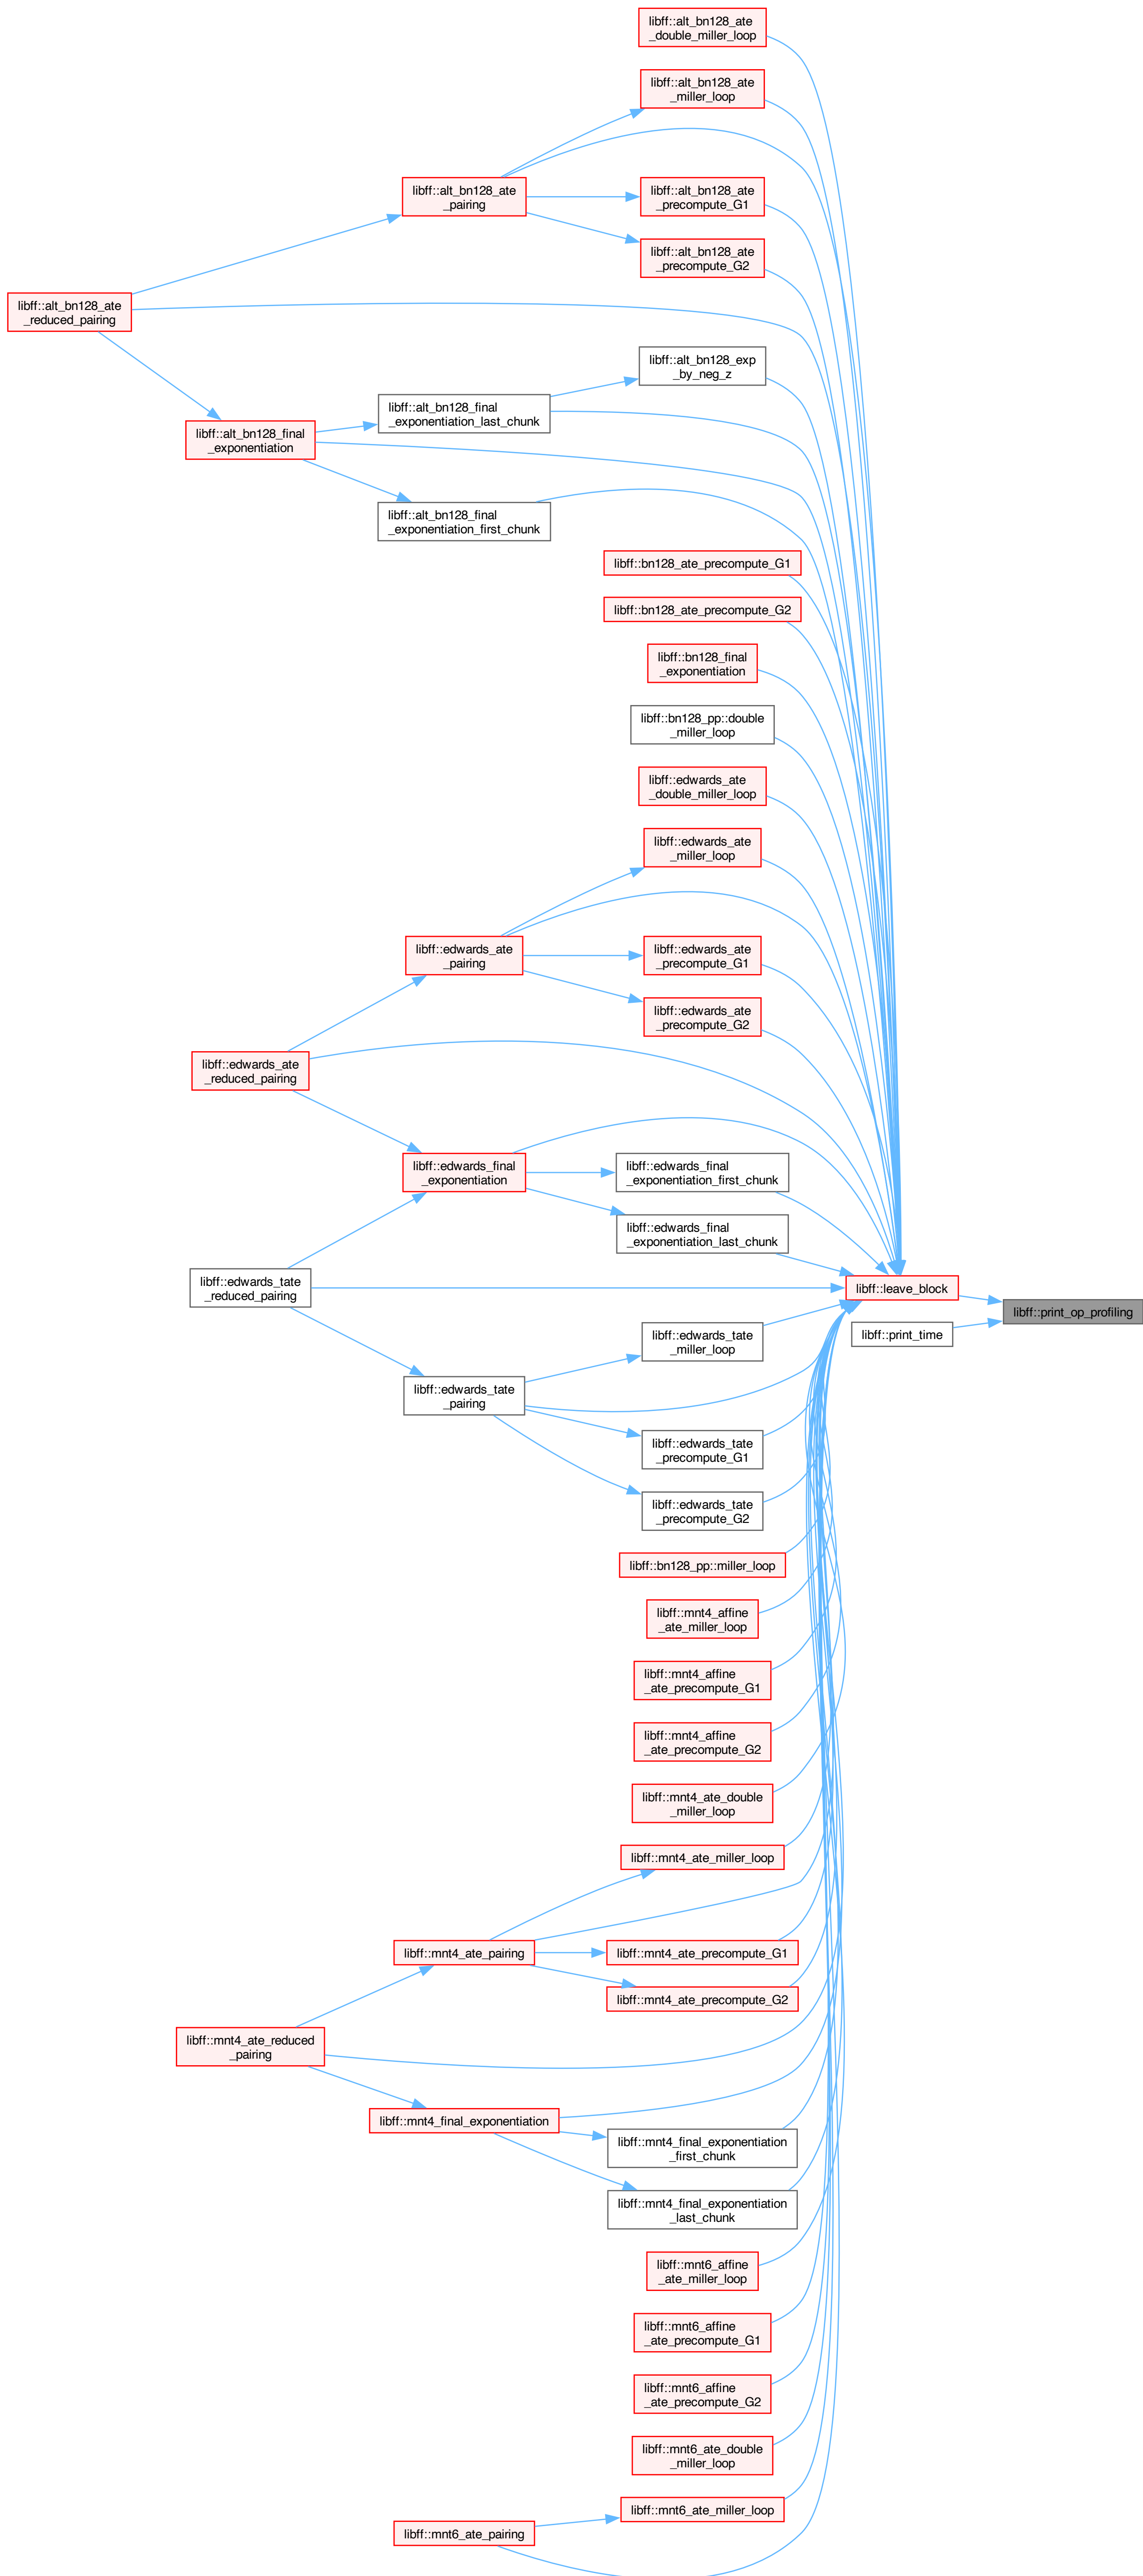 libff::alt_bn128_ate
_double_miller_loop
libff::alt_bn128_ate
_miller_loop
libff::alt_bn128_ate
_pairing
libff::alt_bn128_ate
_precompute_G1
libff::alt_bn128_ate
_precompute_G2
libff::alt_bn128_ate
_reduced_pairing
libff::alt_bn128_exp
_by_neg_z
libff::alt_bn128_final
_exponentiation_last_chunk
libff::alt_bn128_final
_exponentiation
libff::alt_bn128_final
_exponentiation_first_chunk
libff::bn128_ate_precompute_G1
libff::bn128_ate_precompute_G2
libff::bn128_final
_exponentiation
libff::bn128_pp::double
_miller_loop
libff::edwards_ate
_double_miller_loop
libff::edwards_ate
_miller_loop
libff::edwards_ate
_pairing
libff::edwards_ate
_precompute_G1
libff::edwards_ate
_precompute_G2
libff::edwards_ate
_reduced_pairing
libff::edwards_final
_exponentiation
libff::edwards_final
_exponentiation_first_chunk
libff::edwards_final
_exponentiation_last_chunk
libff::edwards_tate
_reduced_pairing
libff::leave_block
libff::print_op_profiling
libff::print_time
libff::edwards_tate
_miller_loop
libff::edwards_tate
_pairing
libff::edwards_tate
_precompute_G1
libff::edwards_tate
_precompute_G2
libff::bn128_pp::miller_loop
libff::mnt4_affine
_ate_miller_loop
libff::mnt4_affine
_ate_precompute_G1
libff::mnt4_affine
_ate_precompute_G2
libff::mnt4_ate_double
_miller_loop
libff::mnt4_ate_miller_loop
libff::mnt4_ate_pairing
libff::mnt4_ate_precompute_G1
libff::mnt4_ate_precompute_G2
libff::mnt4_ate_reduced
_pairing
libff::mnt4_final_exponentiation
libff::mnt4_final_exponentiation
_first_chunk
libff::mnt4_final_exponentiation
_last_chunk
libff::mnt6_affine
_ate_miller_loop
libff::mnt6_affine
_ate_precompute_G1
libff::mnt6_affine
_ate_precompute_G2
libff::mnt6_ate_double
_miller_loop
libff::mnt6_ate_miller_loop
libff::mnt6_ate_pairing